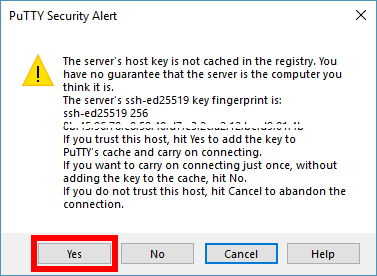 PuTTY Security Alert
The server's host key is not cached in the registry. You
have no guarantee that the server is the computer you
think it is.
The server's ssh-ed25519 key fingerprint is:
ssh-ed25519 256
If you trust this host, hit Yes to add the key to
PuTTY's cache and carry on connecting.
If you want to carry on connecting just once, without
adding the key to the cache, hit No.
If you do not trust this host, hit Cancel to abandon the
connection.
Yes
No
Cancel
Help